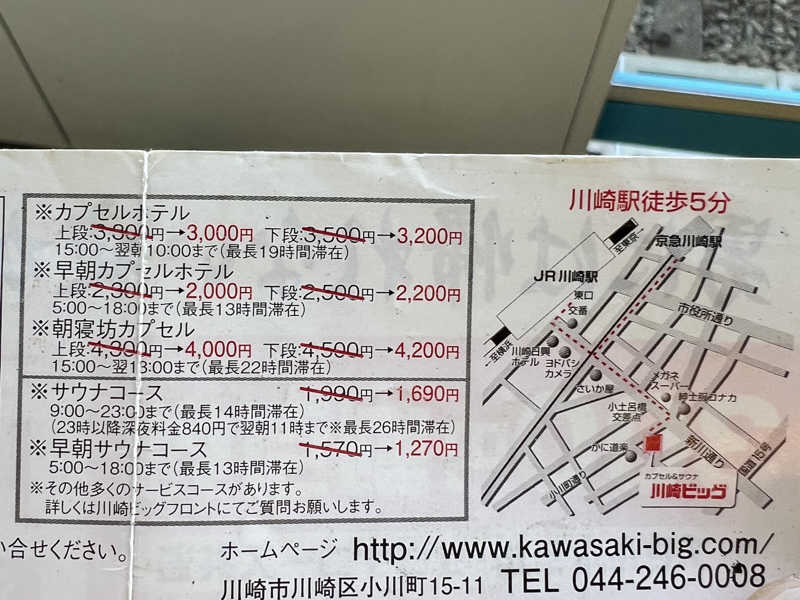 ※カプセルホテル
上段:3,300円→3,000円 下段:3,500円→3,200円
15:00～翌朝10:00まで(最長19時間滞在)
※早朝カプセルホテル
上段:2,300円→2,000円 下段:2,500円→2,200円
5:00～18:00まで(最長13時間滞在)
※朝寝坊カプセル
上段:4,300円→4,000円 下段:4,500円→4,200円
15:00～翌13:00まで(最長22時間滞在)
※サウナコース 1,990円→1,690円
9:00～23:00まで(最長14時間滞在)
(23時以降深夜料金840円で翌朝11時まで※最長26時間滞在)
※早朝サウナコース 1,570円→1,270円
5:00～18:00まで(最長13時間滞在)
※その他多くのサービスコースがあります。
詳しくは川崎ビッグフロントにてご質問お願いします。
い合せください。
ホームページ http://www.kawasaki-big.com/
川崎市川崎区小川町15-11 TEL 044-246-0008
川崎駅徒歩5分
至東京→
京急川崎駅
JR川崎駅
東口
交番
市役所通り
←至横浜
川崎日興
ホテル
ヨドバシ
カメラ
さいか屋
メガネ
スーパー
紳士服コナカ
小土呂橋
交差点
新川通り
国道15号
かに道楽
小川町通り
カプセル&サウナ
川崎ビッグ